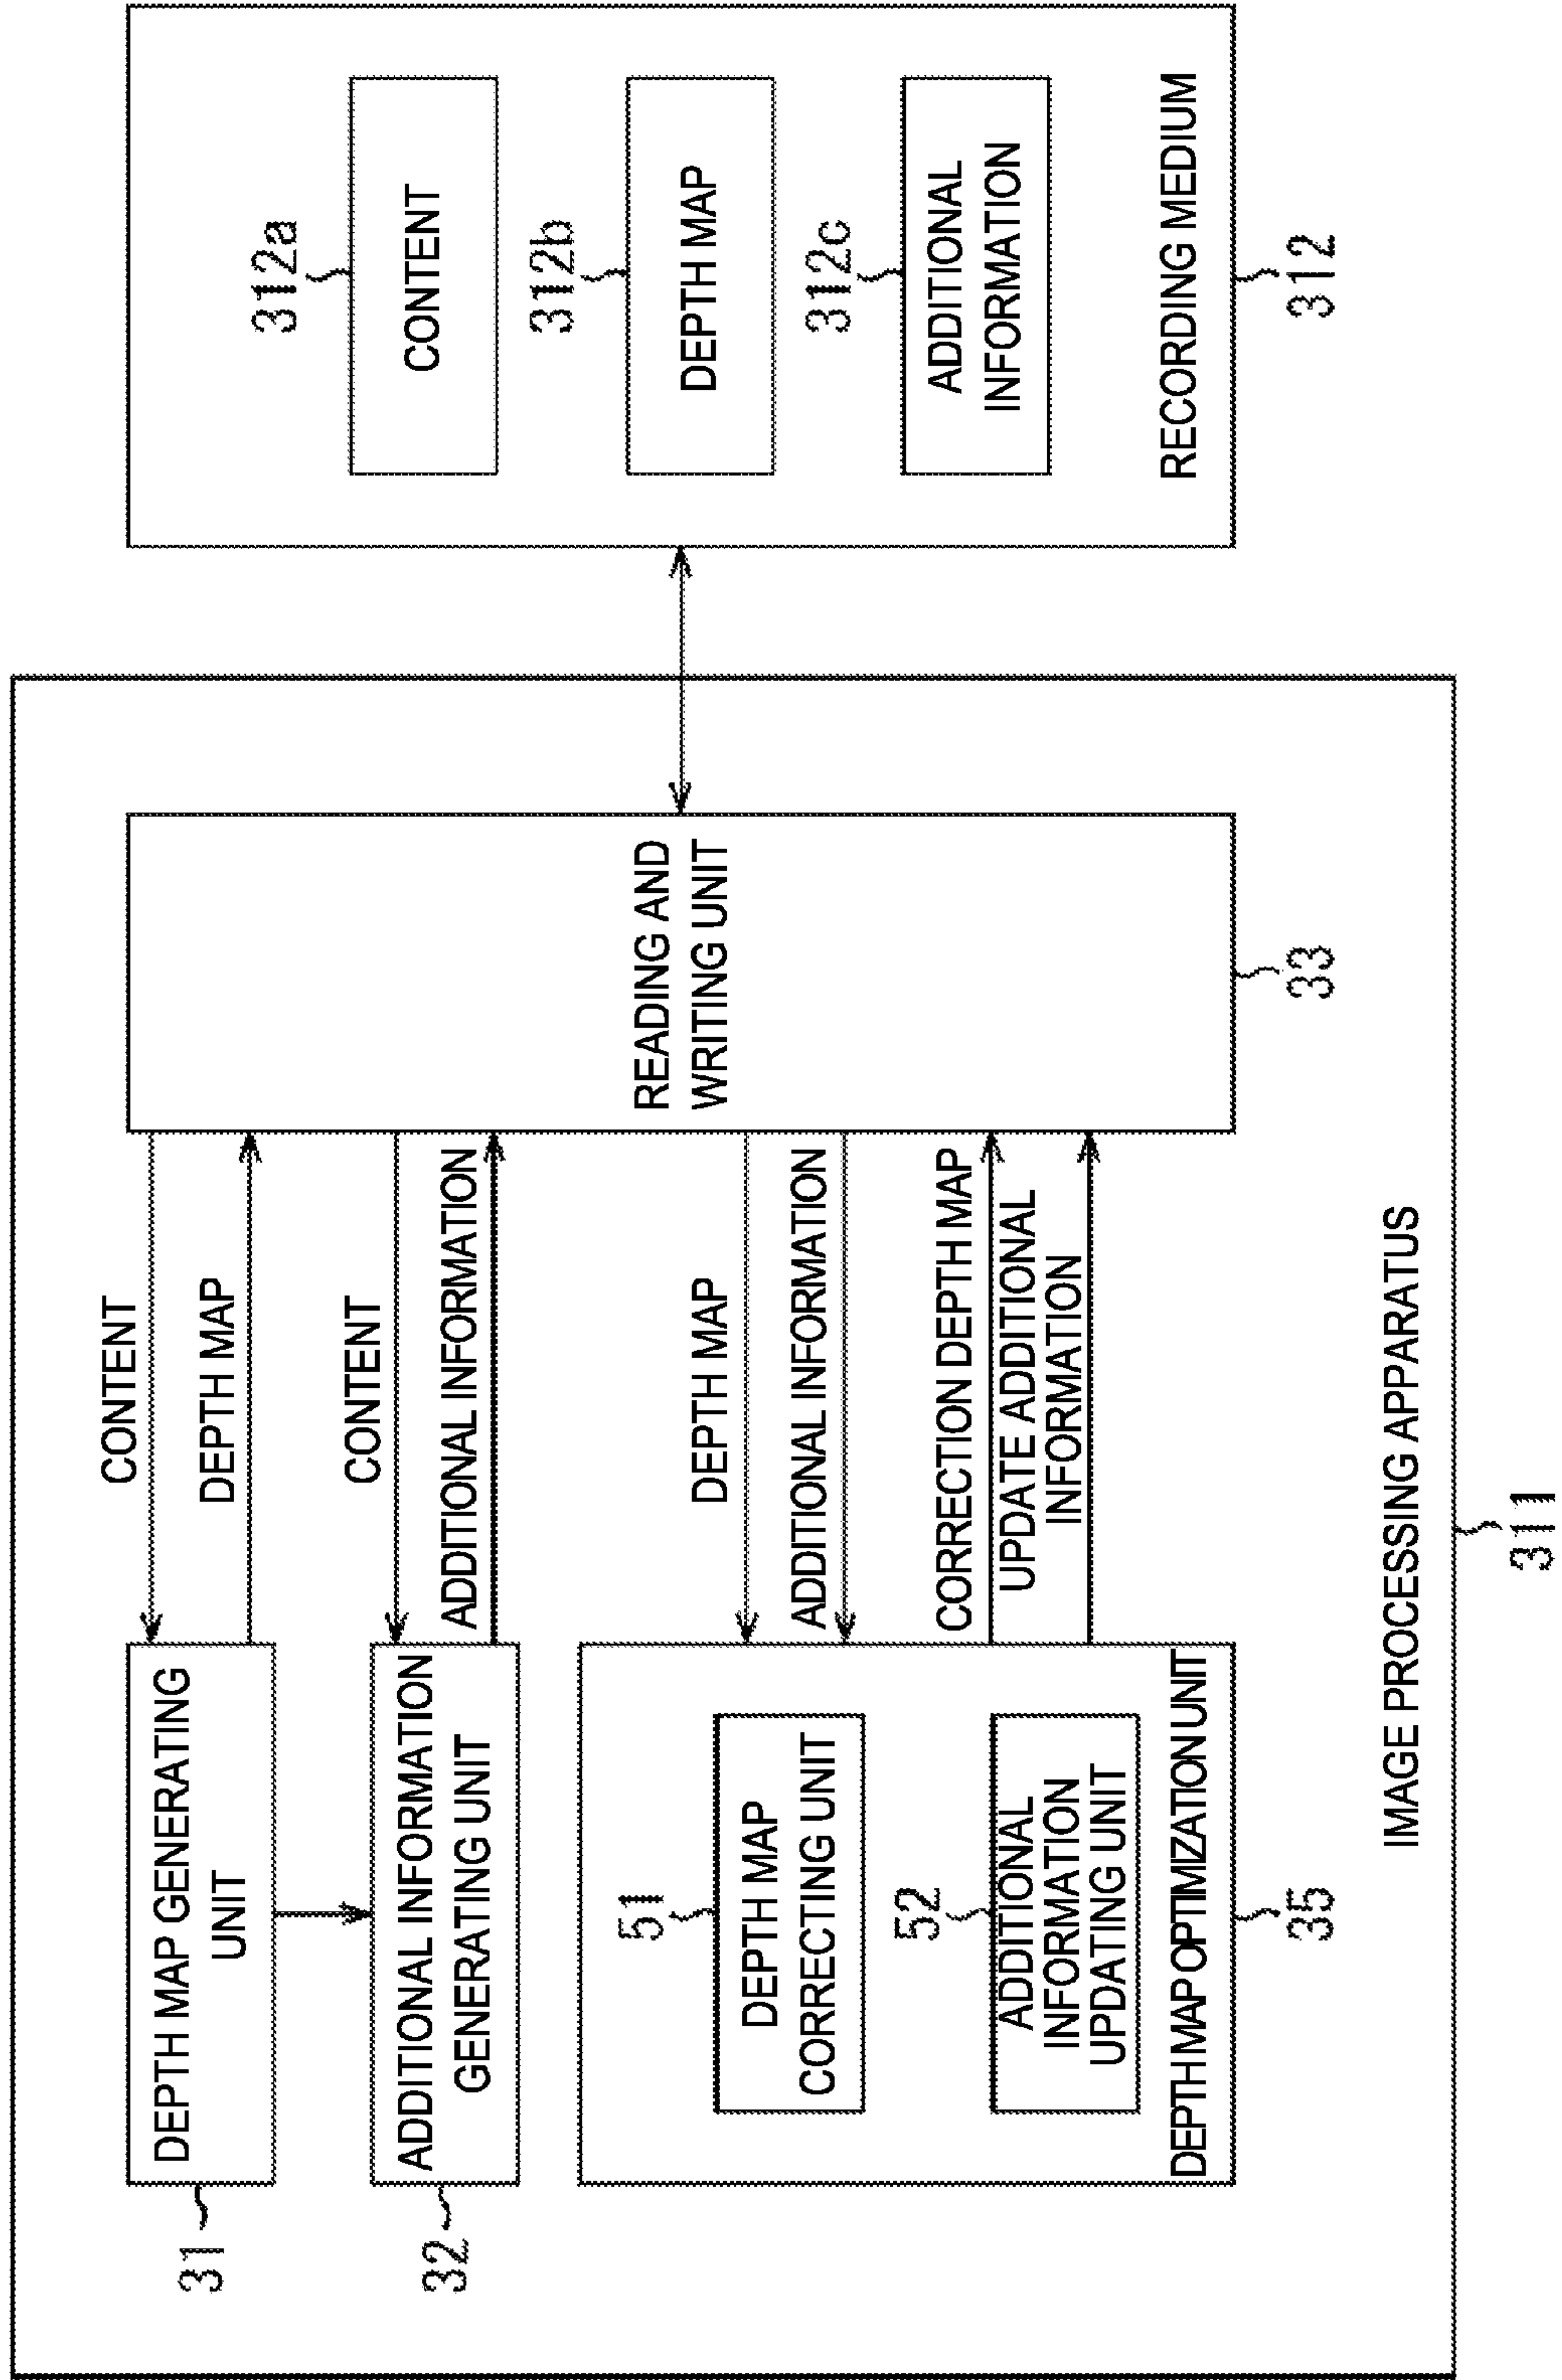 31
DEPTH MAP GENERATING
UNIT
32
ADDITIONAL INFORMATION
GENERATING UNIT
51
DEPTH MAP
CORRECTING UNIT
52
ADDITIONAL
INFORMATION
UPDATING UNIT
DEPTH MAP OPTIMIZATION UNIT
35
CONTENT
DEPTH MAP
CONTENT
ADDITIONAL INFORMATION
DEPTH MAP
ADDITIONAL INFORMATION
CORRECTION DEPTH MAP
UPDATE ADDITIONAL
INFORMATION
READING AND
WRITING UNIT
33
IMAGE PROCESSING APPARATUS
311
312a
CONTENT
312b
DEPTH MAP
312c
ADDITIONAL
INFORMATION
RECORDING MEDIUM
312